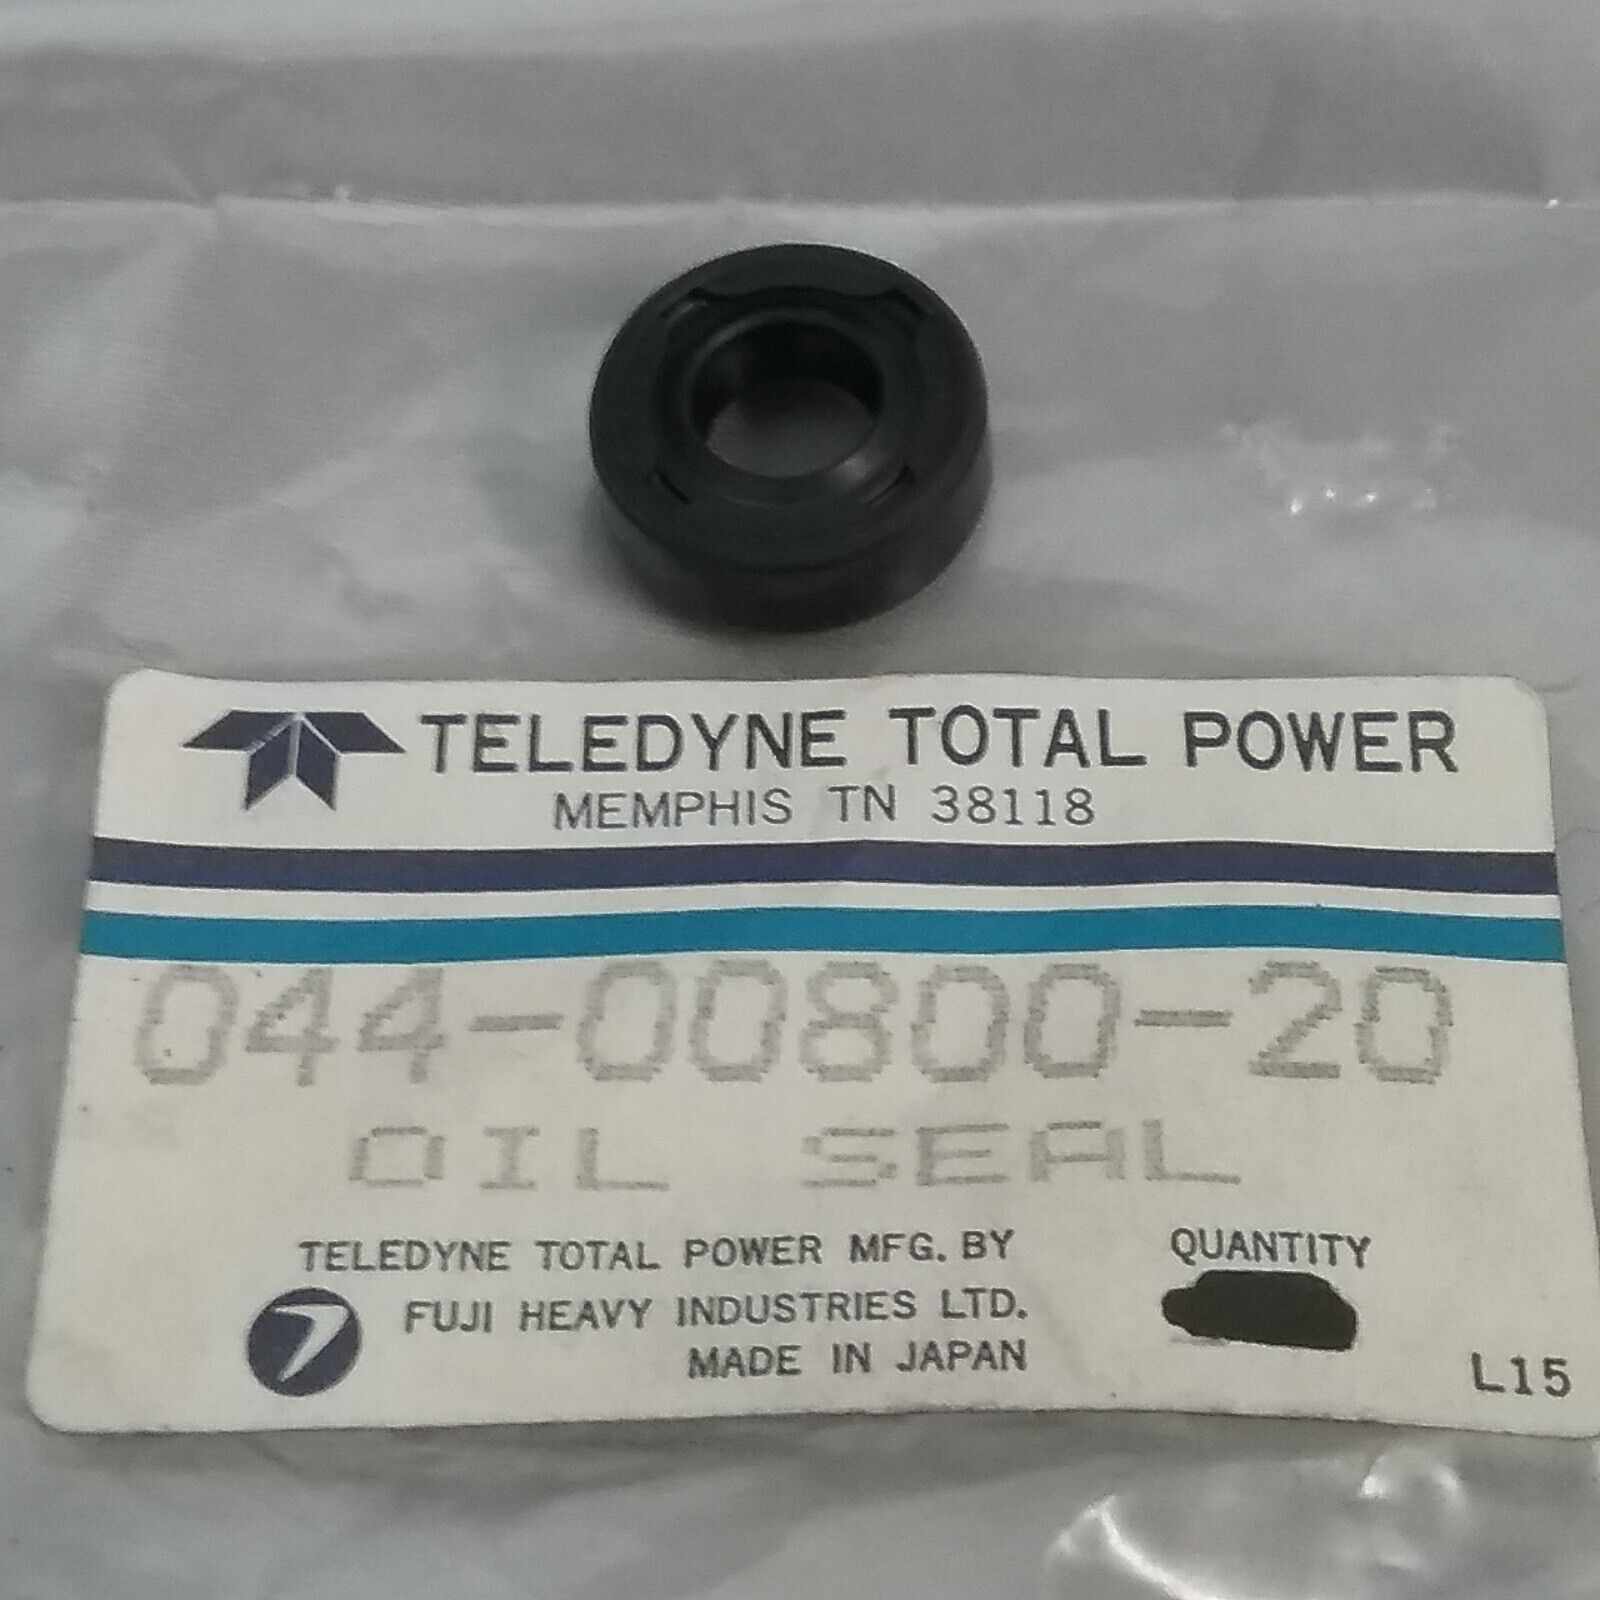 TELEDYNE TOTAL POWER
MEMPHIS TN 38118
044-00800-20
OIL SEAL
TELEDYNE TOTAL POWER MFG. BY
FUJI HEAVY INDUSTRIES LTD.
MADE IN JAPAN
QUANTITY
L15